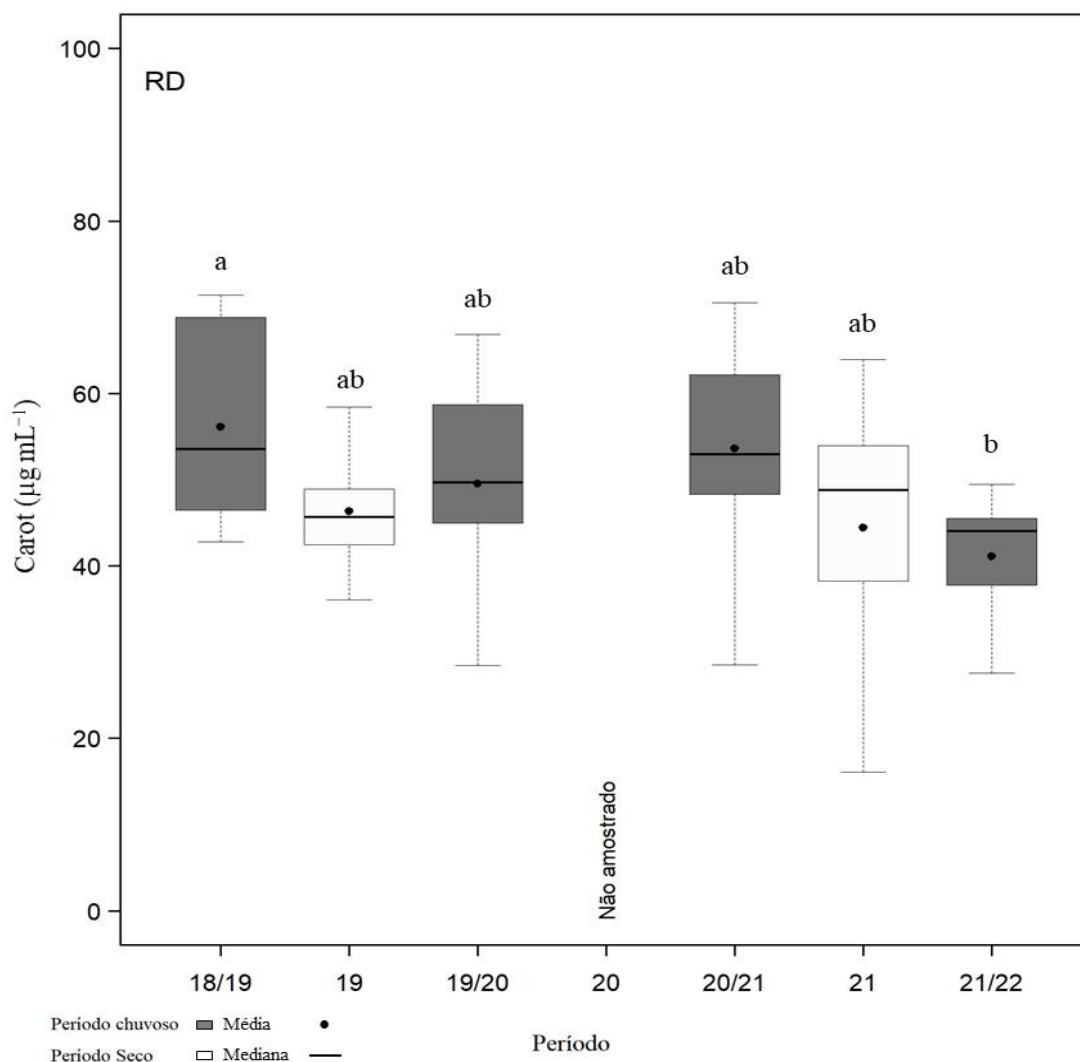 100
RD
80
a
ab
ab
ab
ab
60
b
Carot (µg mL⁻¹)
40
20
Não amostrado
0
18/19 19 19/20 20 20/21 21 21/22
Período chuvoso Média
Período Seco Mediana
Período